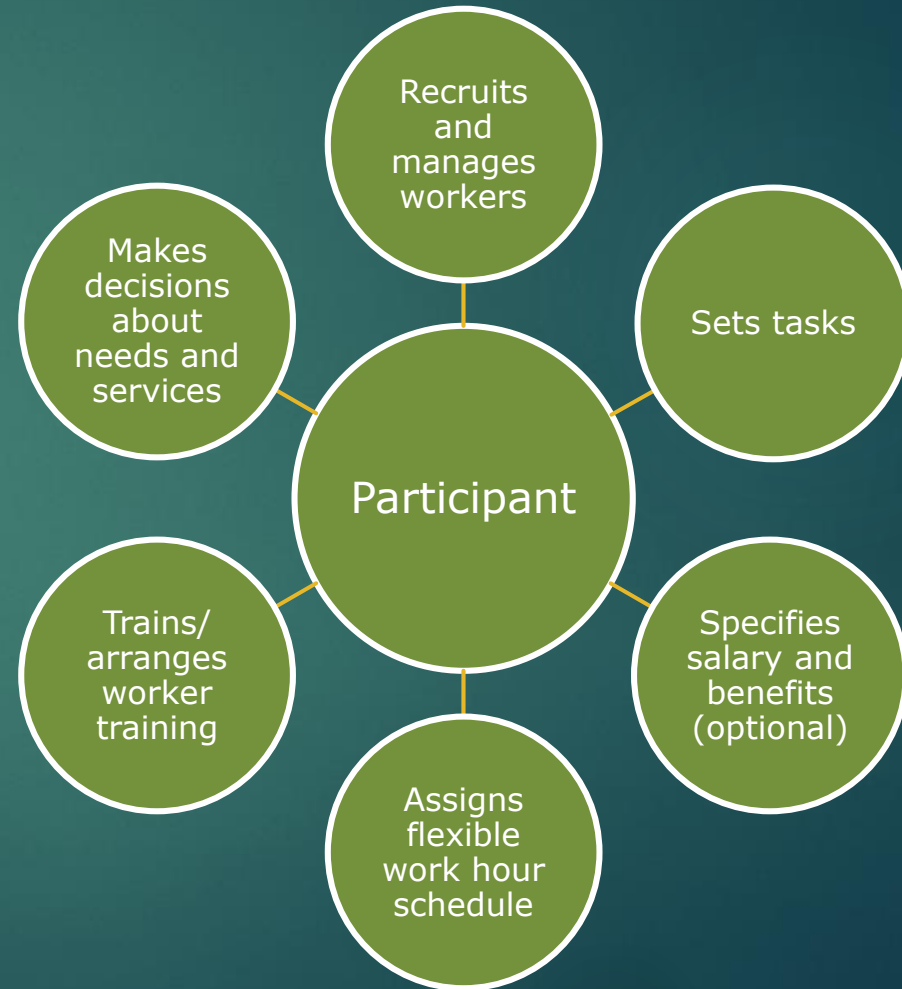 Recruits
and
manages
workers
Makes
decisions
about
needs and
services
Sets tasks
Participant
Trains/
arranges
worker
training
Specifies
salary and
benefits
(optional)
Assigns
flexible
work hour
schedule